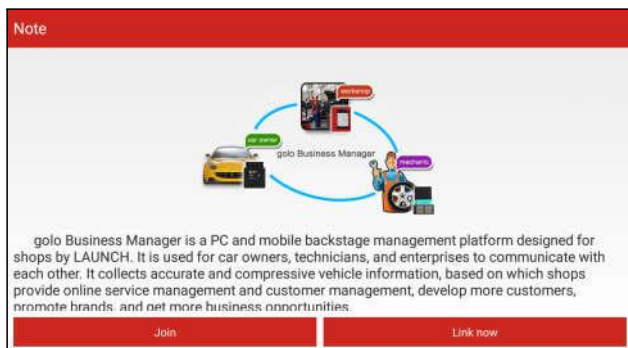 Note
workshop
car owner
golo Business Manager
mechanic
golo Business Manager is a PC and mobile backstage management platform designed for
shops by LAUNCH. It is used for car owners, technicians, and enterprises to communicate with
each other. It collects accurate and compressive vehicle information, based on which shops
provide online service management and customer management, develop more customers,
promote brands, and get more business opportunities.
Join
Link now